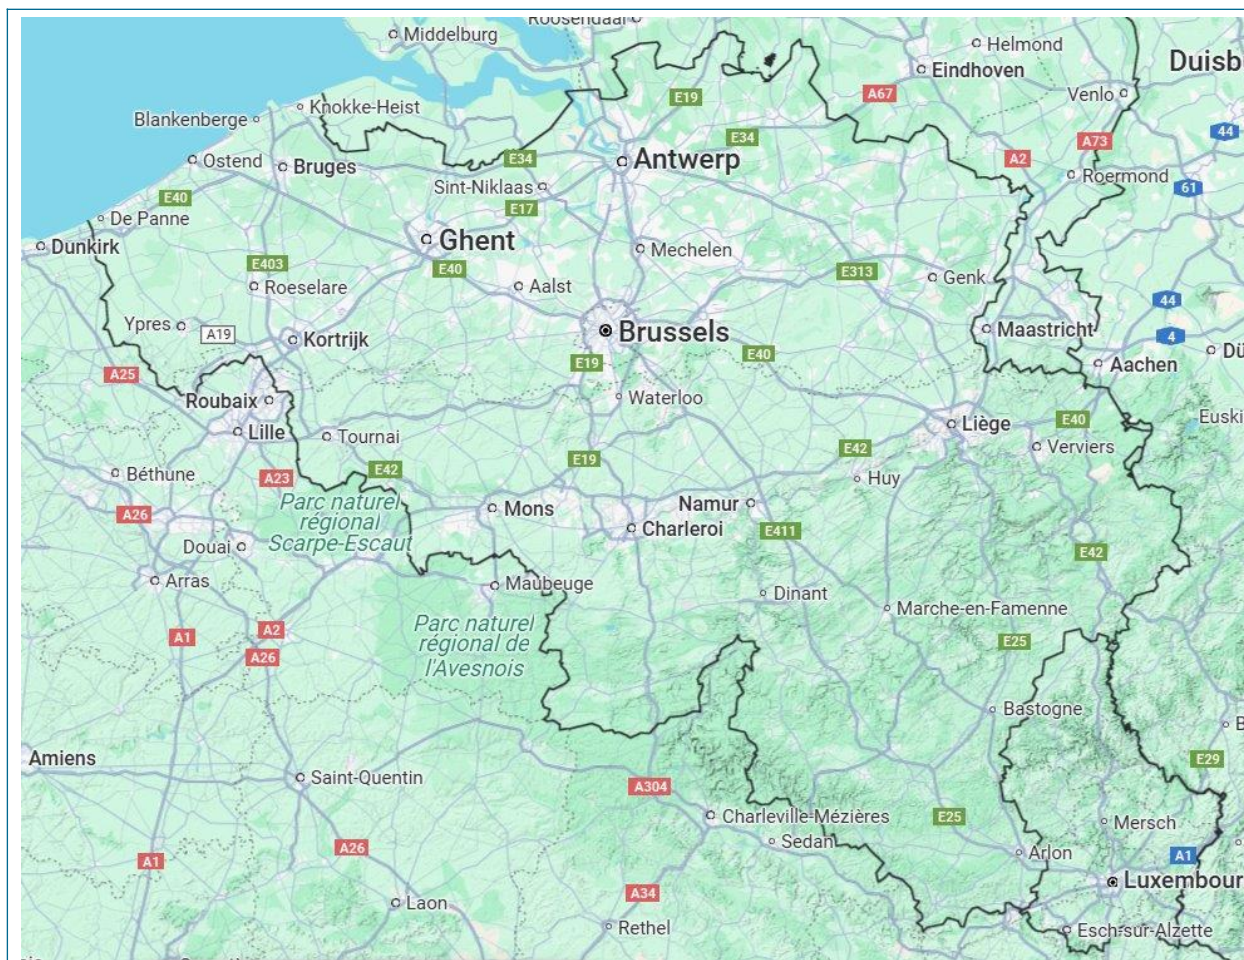 Roosendaal
Middelburg
Helmond
Eindhoven
Duisb
Venlo
A67
E19
Knokke-Heist
Blankenberge
44
E34
A73
Ostend
Bruges
E34
Antwerp
A2
Roermond
Sint-Niklaas
61
E40
E17
De Panne
Dunkirk
Ghent
Mechelen
E403
E40
E313
Genk
Roeselare
Aalst
44
Ypres
A19
Kortrijk
Brussels
Maastricht
4
E19
E40
Dü
Aachen
A25
Roubaix
Waterloo
Lille
Tournai
Liège
E40
Euski
Verviers
E42
Béthune
A23
E42
E19
Huy
Parc naturel
régional
Scarpe-Escaut
Mons
Namur
A26
Charleroi
E411
Douai
E42
Arras
Maubeuge
Dinant
Marche-en-Famenne
Parc naturel
régional de
l'Avesnois
A1
A2
A26
E25
Bastogne
B
Amiens
E29
Saint-Quentin
A304
Charleville-Mézières
E25
Mersch
Sedan
A26
A1
Arlon
A1
Luxembour
A34
Laon
Rethel
Esch-sur-Alzette